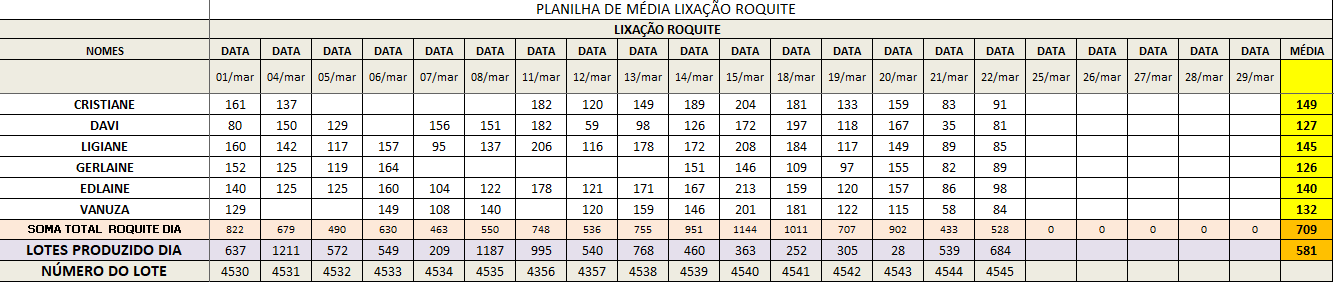 PLANILHA DE MÉDIA LIXAÇÃO ROQUITE
LIXAÇÃO ROQUITE
NOMES DATA DATA DATA DATA DATA DATA DATA DATA DATA DATA DATA DATA DATA DATA DATA DATA DATA DATA DATA DATA DATA MÉDIA
01/mar 04/mar 05/mar 06/mar 07/mar 08/mar 11/mar 12/mar 13/mar 14/mar 15/mar 18/mar 19/mar 20/mar 21/mar 22/mar 25/mar 26/mar 27/mar 28/mar 29/mar
CRISTIANE 161 137 182 120 149 189 204 181 133 159 83 91 149
DAVI 80 150 129 156 151 182 59 98 126 172 197 118 167 35 81 127
LIGIANE 160 142 117 157 95 137 206 116 178 172 208 184 117 149 89 85 145
GERLAINE 152 125 119 164 151 146 109 97 155 82 89 126
EDLAINE 140 125 125 160 104 122 178 121 171 167 213 159 120 157 86 98 140
VANUZA 129 149 108 140 120 159 146 201 181 122 115 58 84 132
SOMA TOTAL ROQUITE DIA 822 679 490 630 463 550 748 536 755 951 1144 1011 707 902 433 528 0 0 0 0 0 709
LOTES PRODUZIDO DIA 637 1211 572 549 209 1187 995 540 768 460 363 252 305 28 539 684 581
NÚMERO DO LOTE 4530 4531 4532 4533 4534 4535 4356 4357 4538 4539 4540 4541 4542 4543 4544 4545